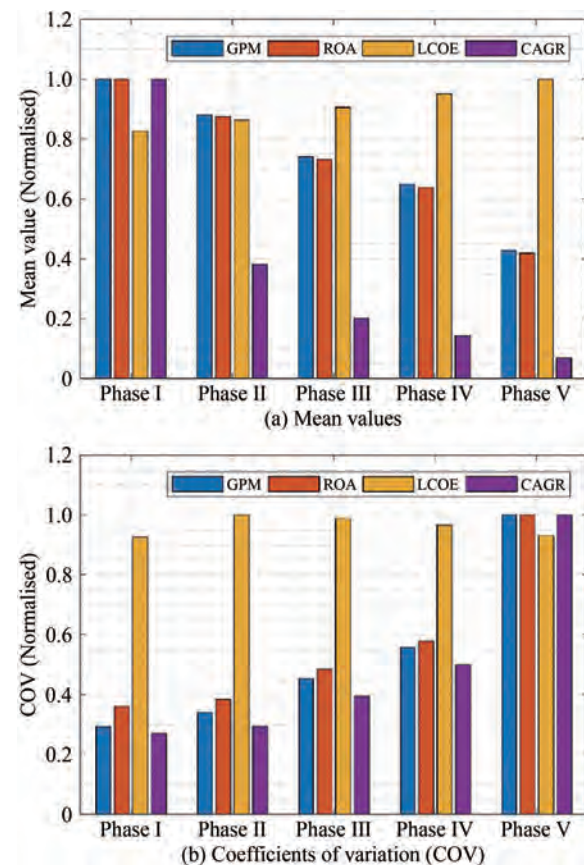 1.2
GPM ROA LCOE CAGR
1.0
0.8
0.6
0.4
0.2
0
Mean value (Normalised)
Phase I Phase II Phase III Phase IV Phase V
(a) Mean values
1.2
GPM ROA LCOE CAGR
1.0
0.8
0.6
0.4
0.2
0
COV (Normalised)
Phase I Phase II Phase III Phase IV Phase V
(b) Coefficients of variation (COV)